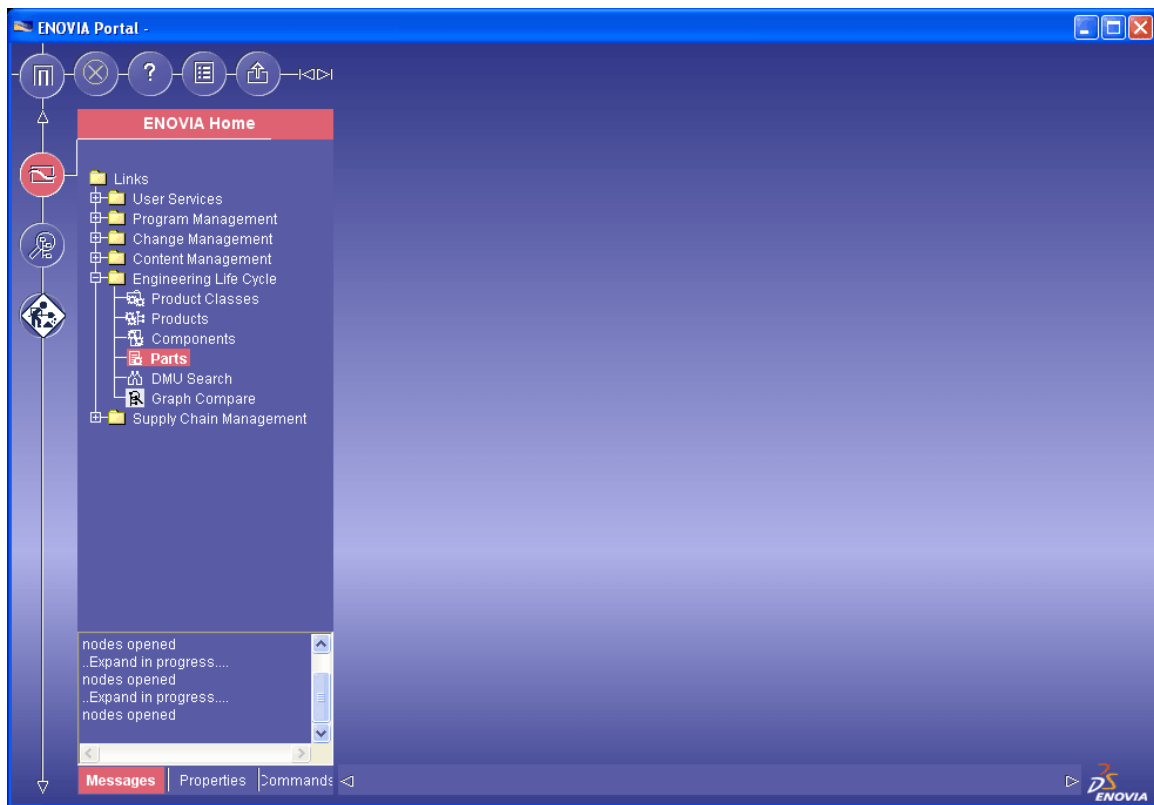 ENOVIA Portal -
?
ENOVIA Home
Links
User Services
Program Management
Change Management
Content Management
Engineering Life Cycle
Product Classes
Products
Components
Parts
DMU Search
Graph Compare
Supply Chain Management
nodes opened
..Expand in progress....
nodes opened
..Expand in progress....
nodes opened
Messages Properties Commands
ENOVIA